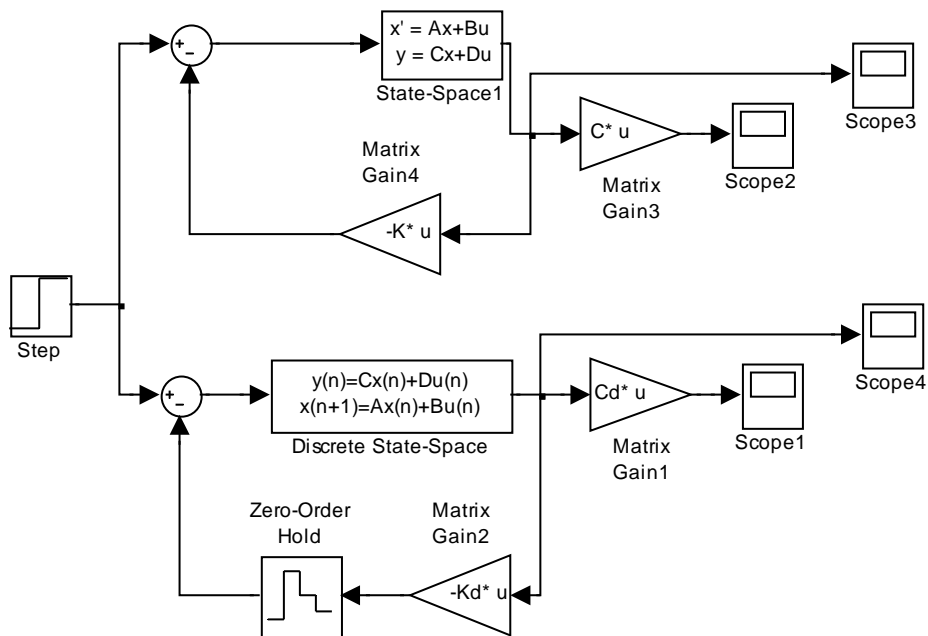 x' = Ax+Bu
y = Cx+Du
State-Space1
+
−
Scope3
C* u
Matrix
Gain3
Scope2
Matrix
Gain4
-K* u
Step
Scope4
+
−
y(n)=Cx(n)+Du(n)
x(n+1)=Ax(n)+Bu(n)
Discrete State-Space
Cd* u
Matrix
Gain1
Scope1
Zero-Order
Hold
Matrix
Gain2
-Kd* u